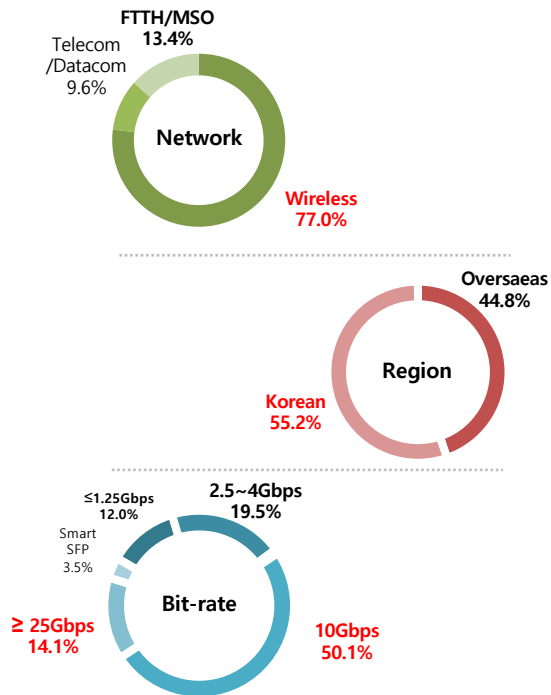 FTTH/MSO
13.4%
Telecom
/Datacom
9.6%
Network
Wireless
77.0%
Oversaeas
44.8%
Region
Korean
55.2%
2.5~4Gbps
19.5%
≤1.25Gbps
12.0%
Smart
SFP
3.5%
Bit-rate
≥ 25Gbps
14.1%
10Gbps
50.1%